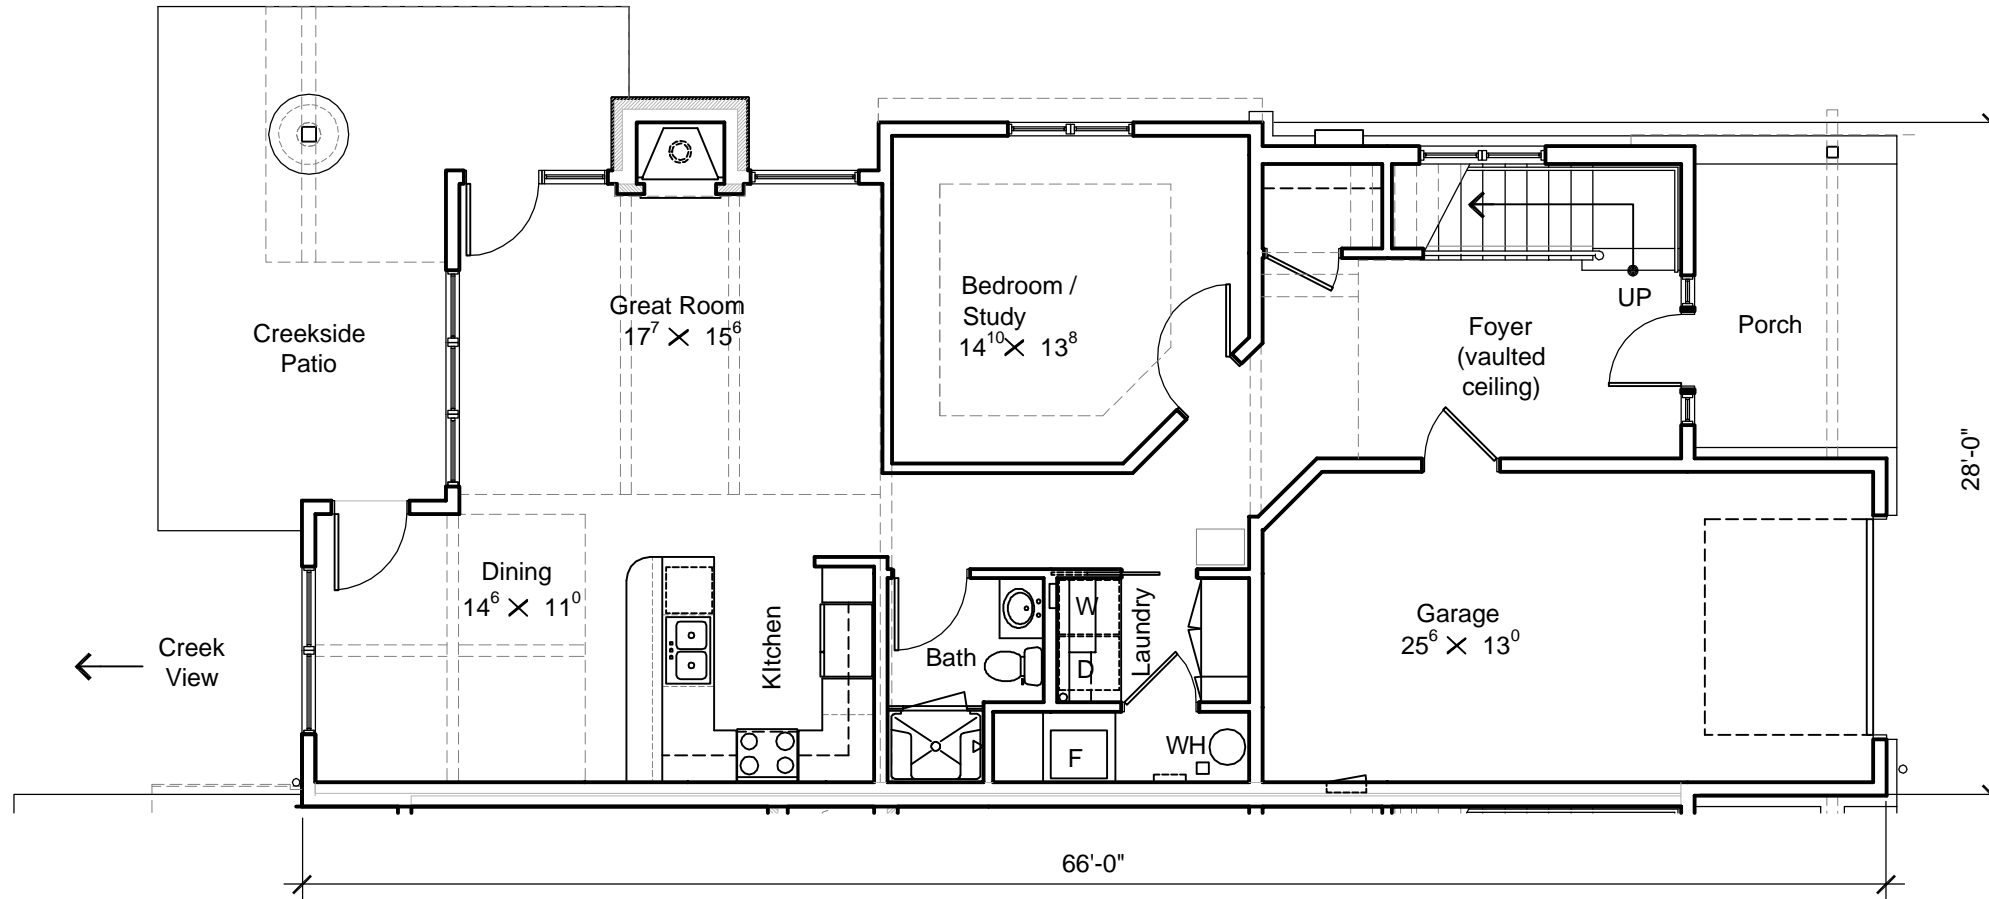 Creekside
Patio
Great Room
17⁷ X 15⁶
Bedroom /
Study
14¹⁰ X 13⁸
UP
Foyer
(vaulted
ceiling)
Porch
28'-0"
Dining
14⁶ X 11⁰
KItchen
Bath
W
D
Laundry
Garage
25⁶ X 13⁰
Creek
View
F
WH
66'-0"